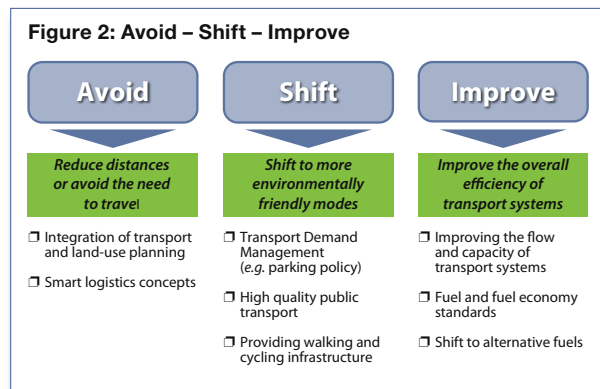 Figure 2: Avoid – Shift – Improve
Avoid
Reduce distances
or avoid the need
to travel
❒ Integration of transport
and land-use planning
❒ Smart logistics concepts
Shift
Shift to more
environmentally
friendly modes
❒ Transport Demand
Management
(e.g. parking policy)
❒ High quality public
transport
❒ Providing walking and
cycling infrastructure
Improve
Improve the overall
efficiency of
transport systems
❒ Improving the flow
and capacity of
transport systems
❒ Fuel and fuel economy
standards
❒ Shift to alternative fuels